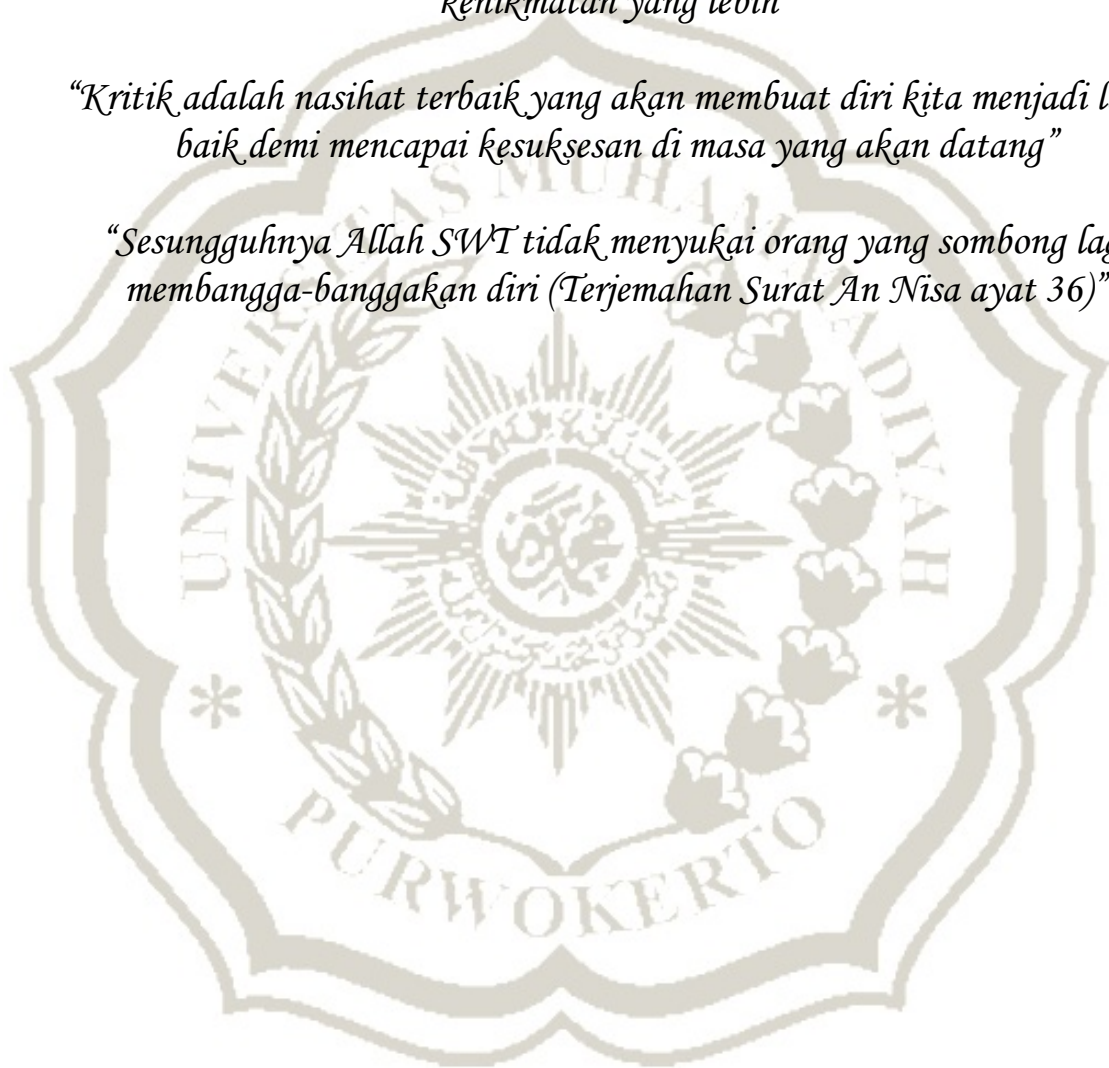 kenikmatan yang lebih
“Kritik adalah nasihat terbaik yang akan membuat diri kita menjadi
baik demi mencapai kesuksesan di masa yang akan datang”
“Sesungguhnya Allah SWT tidak menyukai orang yang sombong
membangga-banggakan diri (Terjemahan Surat An Nisa ayat 36)”
UNIVERSITAS MUHAMMADIYAH
* *
PURWOKERTO